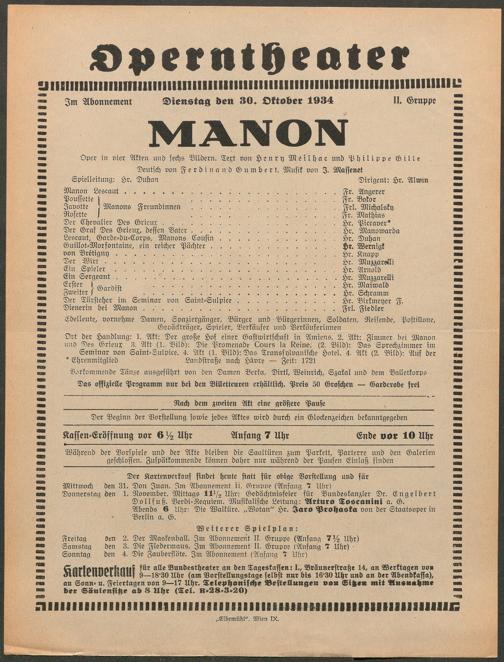 Operntheater
Im Abonnement Dienstag den 30. Oktober 1934 II. Gruppe
MANON
Oper in vier Akten und sechs Bildern. Text von Henry Meilhac und Philippe Gille
Deutsch von Ferdinand Gumbert. Musik von J. Massenet
Spielleitung: Hr. Duhan Dirigent: Hr. Alwin
Manon Lescaut Fr. Angerer
Poussette Fr. Bokor
Javotte Manons Freundinnen Frl. Michalsky
Rosette Fr. Mathias
Der Chevalier Des Grieux Hr. Piccaver*
Der Graf Des Grieux, dessen Vater Hr. Manowarda
Lescaut, Garde-du-Corps, Manons Cousin Hr. Duhan
Guillot-Morfontaine, ein reicher Pächter Hr. Wernigk
von Brétigny Hr. Knapp
Der Wirt Hr. Muzzarelli
Ein Spieler Hr. Arnold
Ein Sergeant Hr. Muzzarelli
Erster Hr. Maiwald
Gardist
Zweiter Hr. Schramm
Der Türsteher im Seminar von Saint-Sulpice Hr. Birkmeyer F.
Dienerin bei Manon Frl. Fiedler
Edelleute, vornehme Damen, Spaziergänger, Bürger und Bürgerinnen, Soldaten, Reisende, Postillone,
Gepäckträger, Spieler, Verkäufer und Verkäuferinnen
Ort der Handlung: 1. Akt: Der große Hof einer Gastwirtschaft in Amiens. 2. Akt: Zimmer bei Manon
und Des Grieux. 3. Akt (1. Bild): Die Promenade Cours la Reine. (2. Bild): Das Sprechzimmer im
Seminar von Saint-Sulpice. 4. Akt (1. Bild): Das Transsylvanische Hotel. 4. Akt (2. Bild): Auf der
*Ehrenmitglied Landstraße nach Hâvre — Zeit: 1721
Vorkommende Tänze ausgeführt von den Damen Berka, Dirtl, Weinrich, Szakal und dem Ballettkorps
Das offizielle Programm nur bei den Billetteuren erhältlich. Preis 50 Groschen — Garderobe frei
Nach dem zweiten Akt eine größere Pause
Der Beginn der Vorstellung sowie jedes Aktes wird durch ein Glockenzeichen bekanntgegeben
Kassen-Eröffnung vor 6½ Uhr Anfang 7 Uhr Ende vor 10 Uhr
Während der Vorspiele und der Akte bleiben die Saaltüren zum Parkett, Parterre und den Galerien
geschlossen. Zuspätkommende können daher nur während der Pausen Einlaß finden
Der Kartenverkauf findet heute statt für obige Vorstellung und für
Mittwoch den 31. Don Juan. Im Abonnement II. Gruppe (Anfang 7 Uhr)
Donnerstag den 1. November. Mittags 11½ Uhr: Gedächtnisfeier für Bundeskanzler Dr. Engelbert
Dollfuß. Verdi-Requiem. Musikalische Leitung: Arturo Toscanini a. G.
Abends 6 Uhr: Die Walküre. „Wotan" Hr. Jaro Prohaska von der Staatsoper in
Berlin a. G.
Weiterer Spielplan:
Freitag den 2. Der Maskenball. Im Abonnement II. Gruppe (Anfang 7½ Uhr)
Samstag den 3. Die Fledermaus. Im Abonnement II. Gruppe (Anfang 7 Uhr)
Sonntag den 4. Die Zauberflöte. Im Abonnement (Anfang 7 Uhr)
Kartenverkauf für alle Bundestheater an den Tageskassen: I., Bräunerstraße 14, an Werktagen von
9—18:30 Uhr (am Vorstellungstage selbst nur bis 16:30 Uhr und an der Abendkassa),
an Sonn- u. Feiertagen von 9—17 Uhr. Telephonische Bestellungen von Sitzen mit Ausnahme
der Säulensitze ab 8 Uhr (Tel. R-28-3-20)
„Elbemühl". Wien IX.